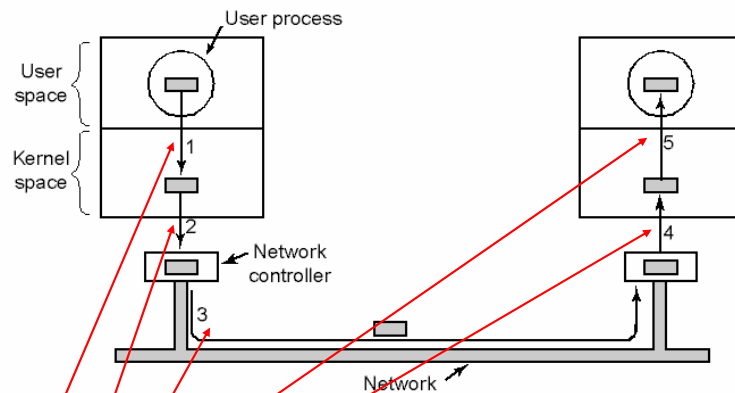 User process
User
space
1
5
Kernel
space
2
4
Network
controller
3
Network